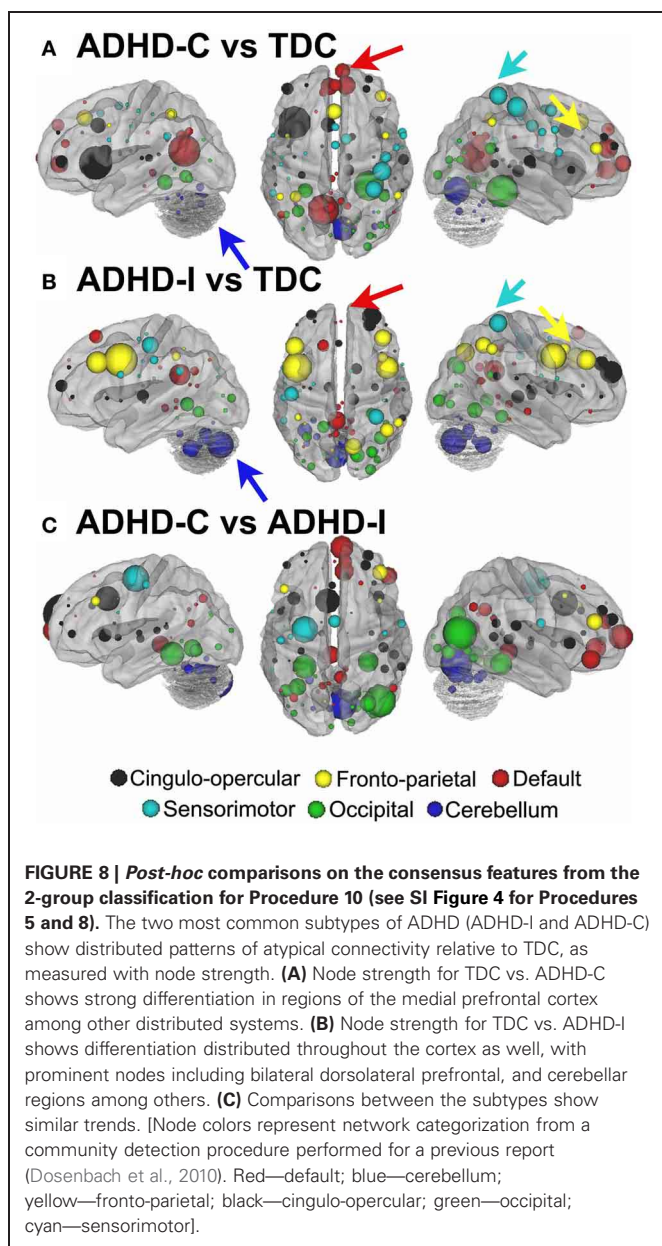 A ADHD-C vs TDC
B ADHD-I vs TDC
C ADHD-C vs ADHD-I
Cingulo-opercular Fronto-parietal Default
Sensorimotor Occipital Cerebellum
FIGURE 8 | Post-hoc comparisons on the consensus features from the
2-group classification for Procedure 10 (see SI Figure 4 for Procedures
5 and 8). The two most common subtypes of ADHD (ADHD-I and ADHD-C)
show distributed patterns of atypical connectivity relative to TDC, as
measured with node strength. (A) Node strength for TDC vs. ADHD-C
shows strong differentiation in regions of the medial prefrontal cortex
among other distributed systems. (B) Node strength for TDC vs. ADHD-I
shows differentiation distributed throughout the cortex as well, with
prominent nodes including bilateral dorsolateral prefrontal, and cerebellar
regions among others. (C) Comparisons between the subtypes show
similar trends. [Node colors represent network categorization from a
community detection procedure performed for a previous report
(Dosenbach et al., 2010). Red—default; blue—cerebellum;
yellow—fronto-parietal; black—cingulo-opercular; green—occipital;
cyan—sensorimotor].